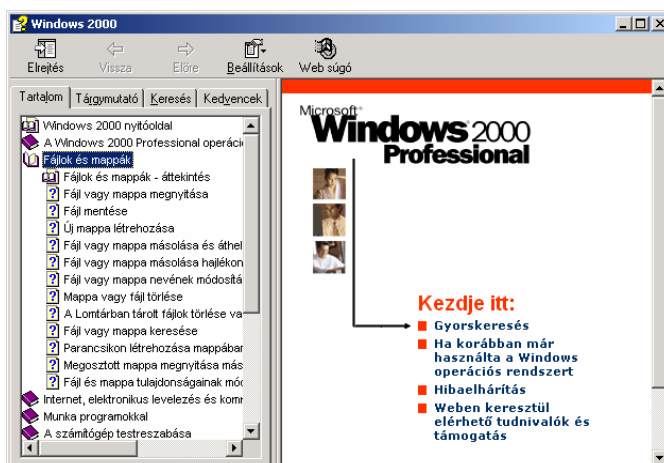 Windows 2000
Elrejtés Vissza Előre Beállítások Web súgó
Tartalom Tárgymutató Keresés Kedvencek
Windows 2000 nyitóoldal
A Windows 2000 Professional operáci
Fájlok és mappák
Fájlok és mappák - áttekintés
Fájl vagy mappa megnyitása
Fájl mentése
Új mappa létrehozása
Fájl vagy mappa másolása és áthel
Fájl vagy mappa másolása hajlékon
Fájl vagy mappa nevének módosítá
Mappa vagy fájl törlése
A Lomtárban tárolt fájlok törlése va
Fájl vagy mappa keresése
Parancsikon létrehozása mappában
Megosztott mappa megnyitása más
Fájl és mappa tulajdonságainak móc
Internet, elektronikus levelezés és komr
Munka programokkal
A számítógép testreszabása
Microsoft®
Windows 2000
Professional
Kezdje itt:
Gyorskeresés
Ha korábban már
használta a Windows
operációs rendszert
Hibaelhárítás
Weben keresztül
elérhető tudnivalók és
támogatás